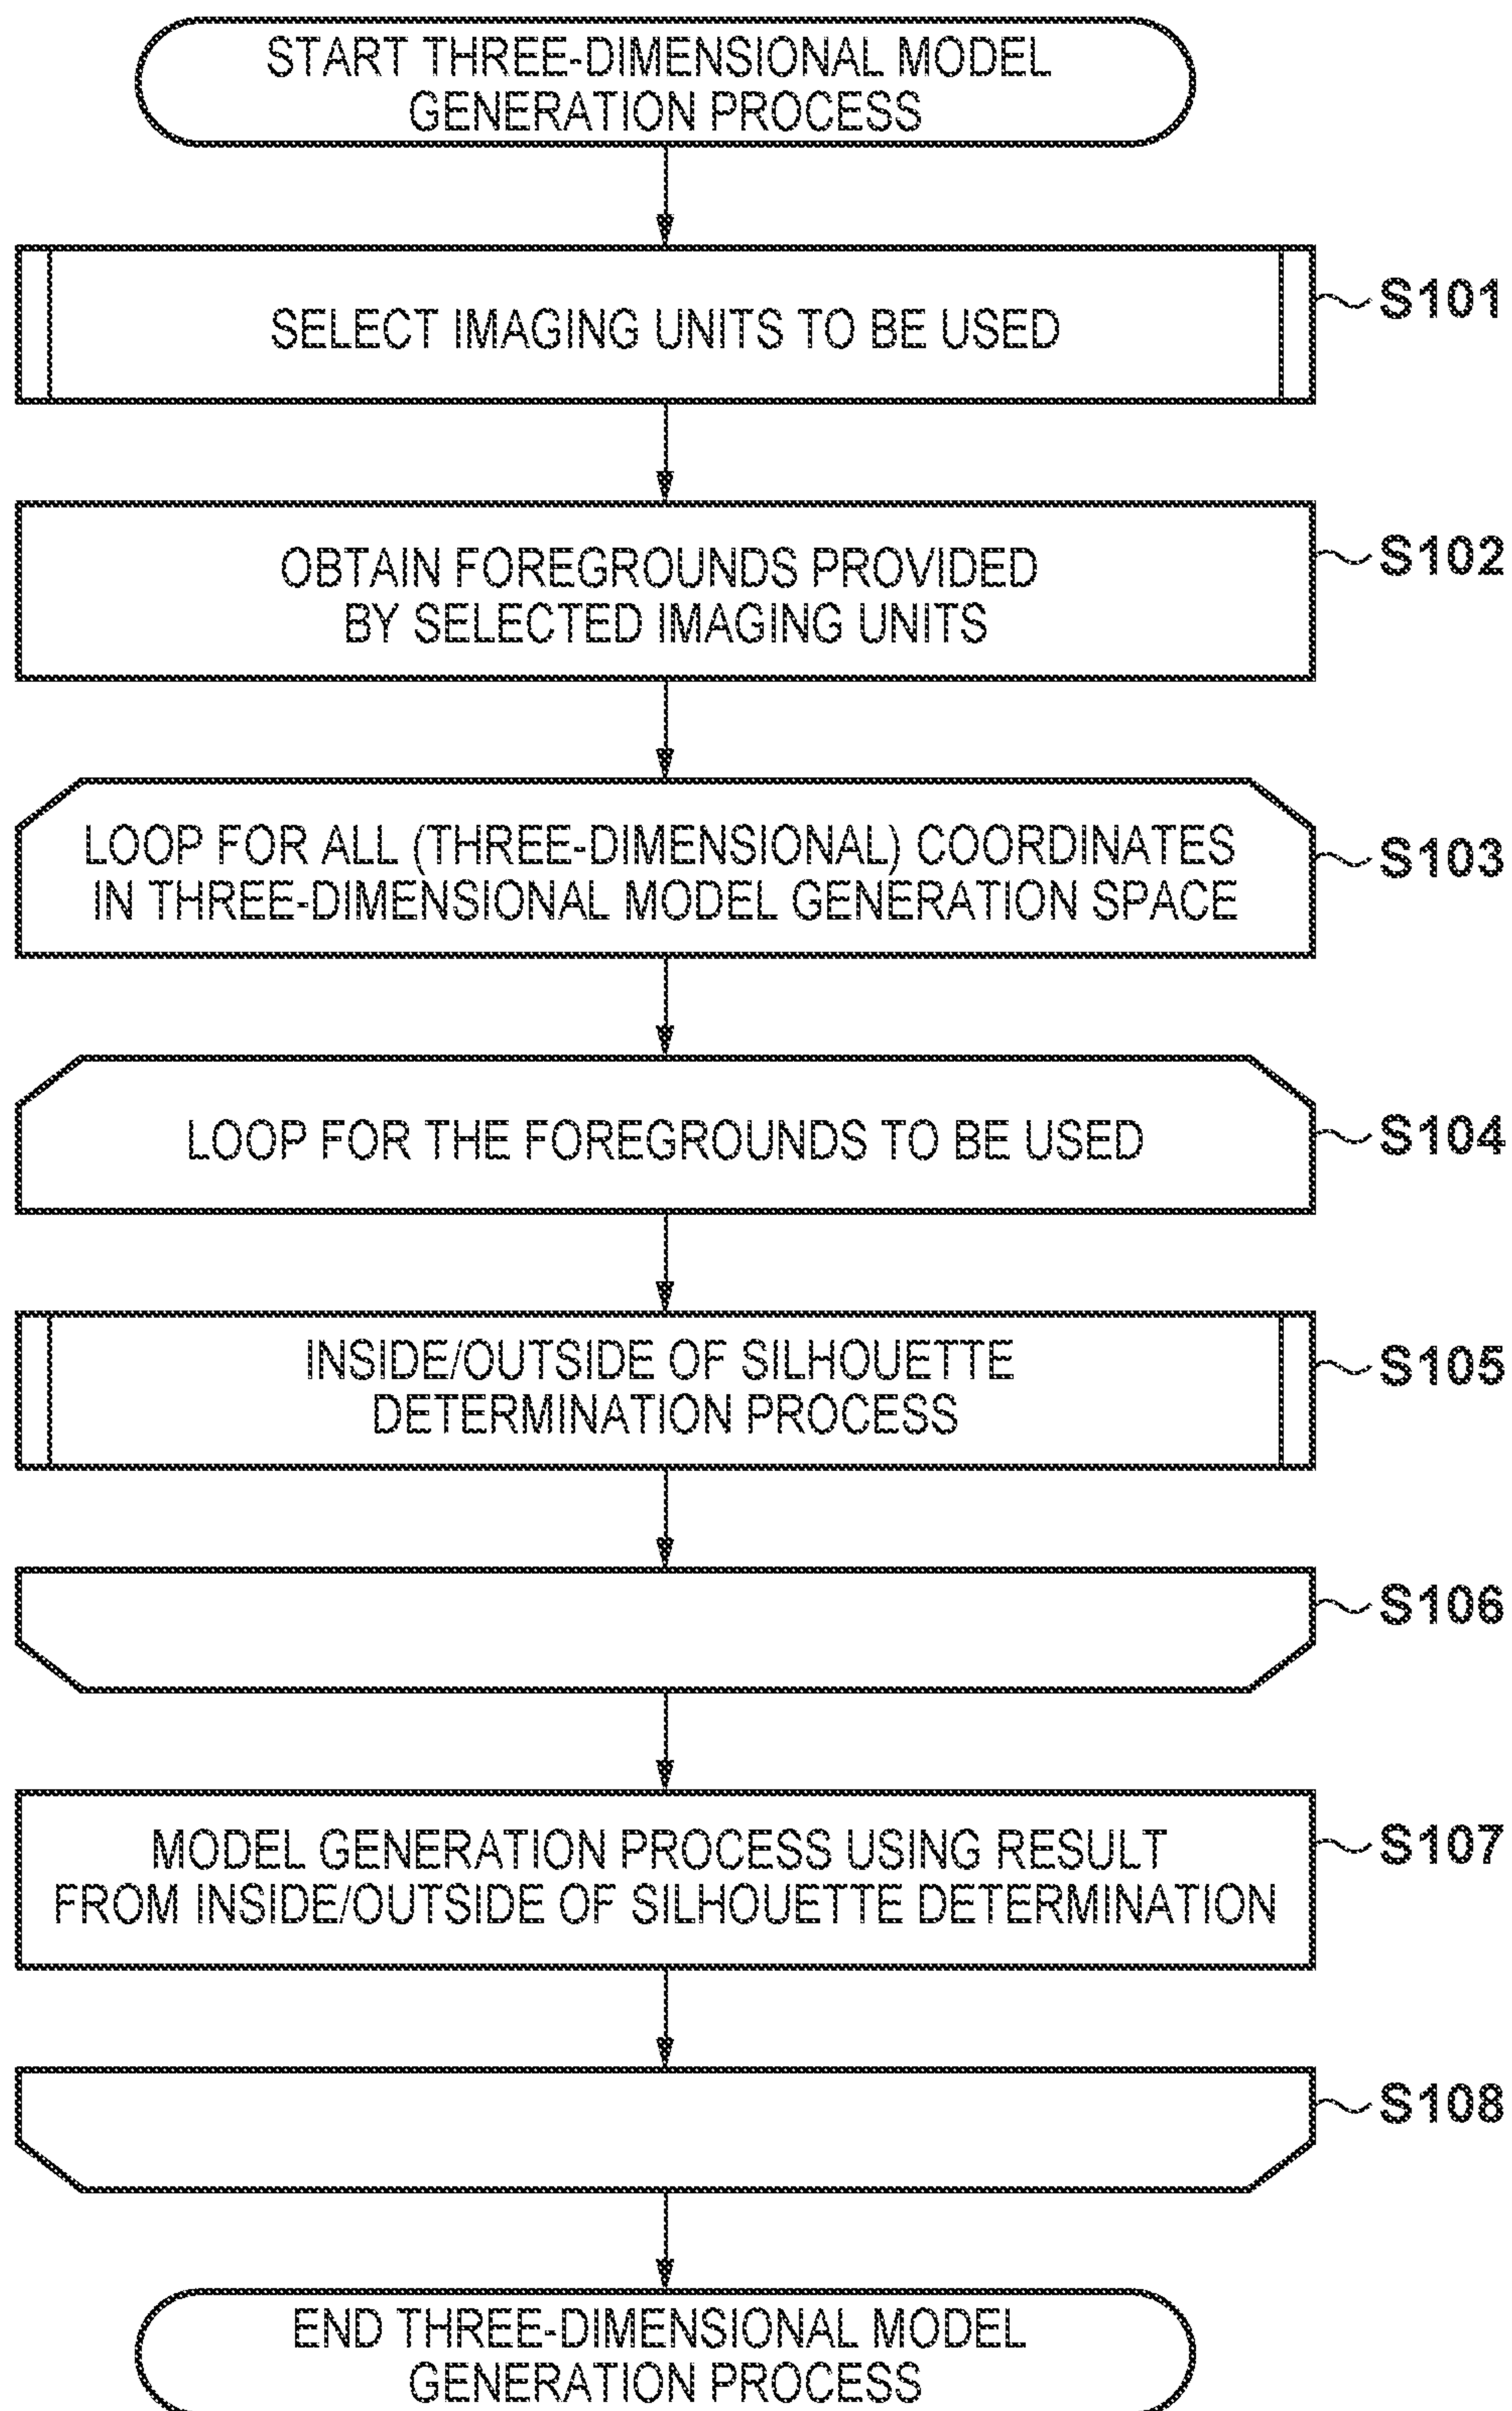 START THREE-DIMENSIONAL MODEL
GENERATION PROCESS
SELECT IMAGING UNITS TO BE USED
S101
OBTAIN FOREGROUNDS PROVIDED
BY SELECTED IMAGING UNITS
S102
LOOP FOR ALL (THREE-DIMENSIONAL) COORDINATES
IN THREE-DIMENSIONAL MODEL GENERATION SPACE
S103
LOOP FOR THE FOREGROUNDS TO BE USED
S104
INSIDE/OUTSIDE OF SILHOUETTE
DETERMINATION PROCESS
S105
S106
MODEL GENERATION PROCESS USING RESULT
FROM INSIDE/OUTSIDE OF SILHOUETTE DETERMINATION
S107
S108
END THREE-DIMENSIONAL MODEL
GENERATION PROCESS